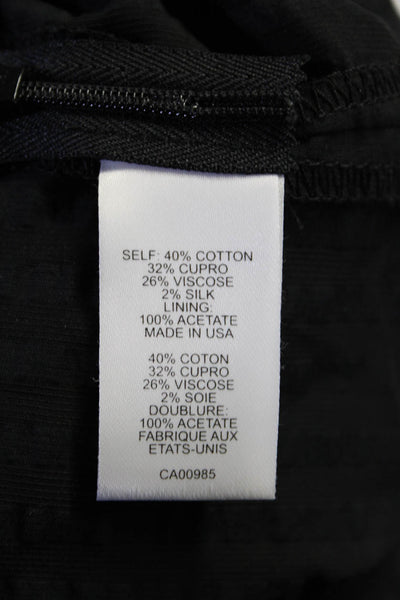 SELF: 40% COTTON
32% CUPRO
26% VISCOSE
2% SILK
LINING:
100% ACETATE
MADE IN USA
40% COTON
32% CUPRO
26% VISCOSE
2% SOIE
DOUBLURE:
100% ACETATE
FABRIQUE AUX
ETATS-UNIS
CA00985